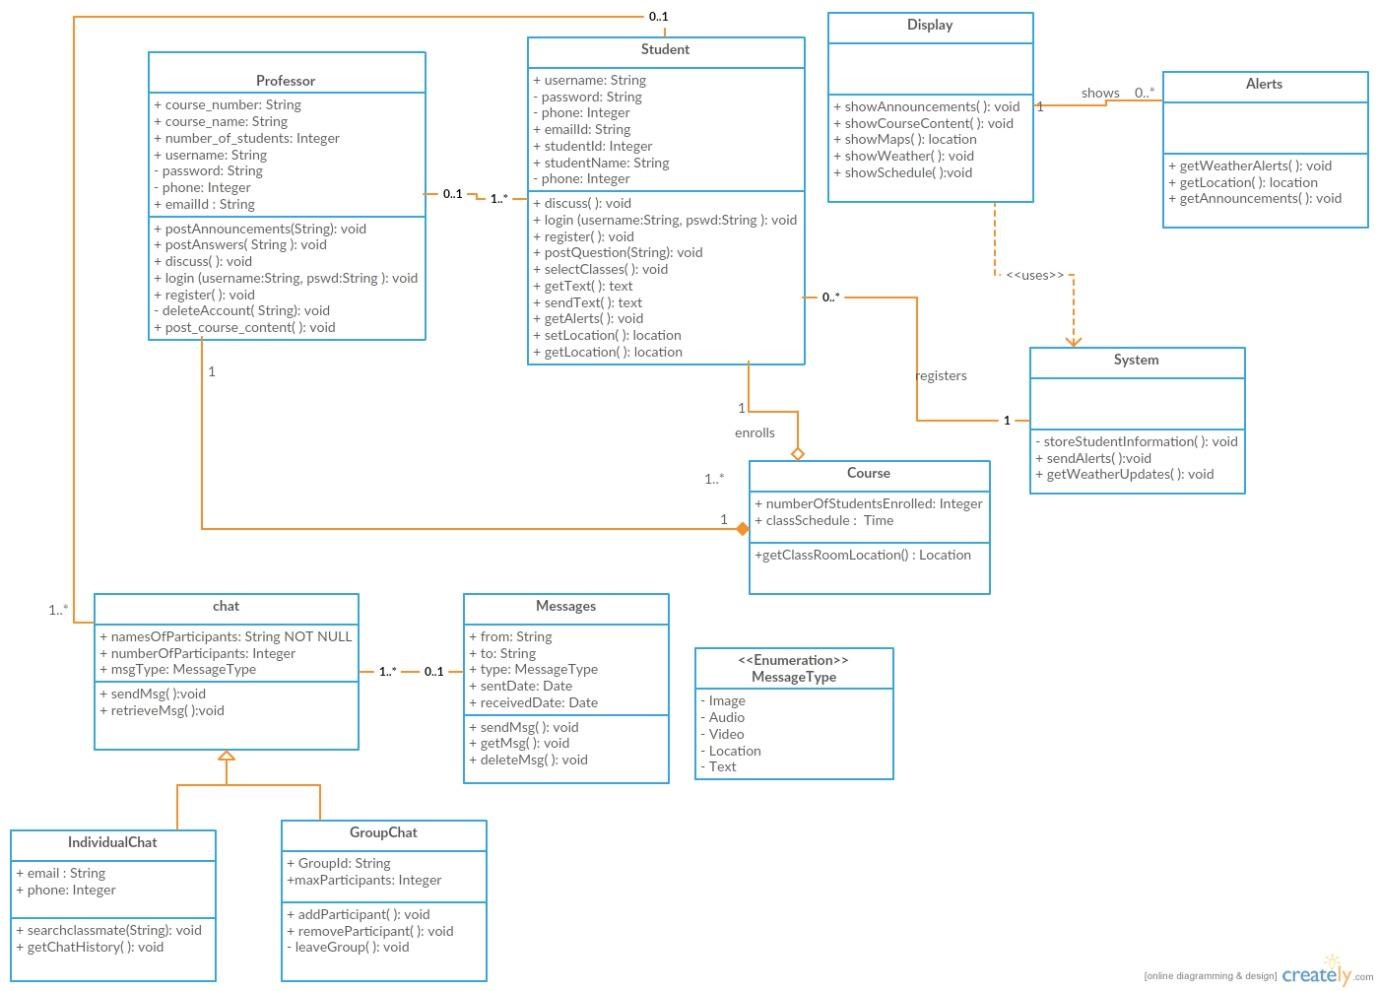 0..1
Professor
+ course_number: String
+ course_name: String
+ number_of_students: Integer
+ username: String
- password: String
- phone: Integer
+ emailId : String
+ postAnnouncements(String): void
+ postAnswers( String ): void
+ discuss( ): void
+ login (username:String, pswd:String ): void
+ register( ): void
- deleteAccount( String): void
+ post_course_content( ): void
0..1
1..*
Student
+ username: String
- password: String
- phone: Integer
+ emailId: String
+ studentId: Integer
+ studentName: String
- phone: Integer
+ discuss( ): void
+ login (username:String, pswd:String ): void
+ register( ): void
+ postQuestion(String): void
+ selectClasses( ): void
+ getText( ): text
+ sendText( ): text
+ getAlerts( ): void
+ setLocation( ): location
+ getLocation( ): location
Display
+ showAnnouncements( ): void
+ showCourseContent( ): void
+ showMaps( ): location
+ showWeather( ): void
+ showSchedule( ):void
1
shows
0..*
Alerts
+ getWeatherAlerts( ): void
+ getLocation( ): location
+ getAnnouncements( ): void
<<uses>>
0..*
registers
1
System
- storeStudentInformation( ): void
+ sendAlerts( ):void
+ getWeatherUpdates( ): void
1
1
enrolls
1..*
1
Course
+ numberOfStudentsEnrolled: Integer
+ classSchedule : Time
+getClassRoomLocation() : Location
1..*
chat
+ namesOfParticipants: String NOT NULL
+ numberOfParticipants: Integer
+ msgType: MessageType
+ sendMsg( ):void
+ retrieveMsg( ):void
1..*
0..1
Messages
+ from: String
+ to: String
+ type: MessageType
+ sentDate: Date
+ receivedDate: Date
+ sendMsg( ): void
+ getMsg( ): void
+ deleteMsg( ): void
<<Enumeration>>
MessageType
- Image
- Audio
- Video
- Location
- Text
IndividualChat
+ email : String
+ phone: Integer
+ searchclassmate(String): void
+ getChatHistory( ): void
GroupChat
+ GroupId: String
+maxParticipants: Integer
+ addParticipant( ): void
+ removeParticipant( ): void
- leaveGroup( ): void
[online diagramming & design] creately.com